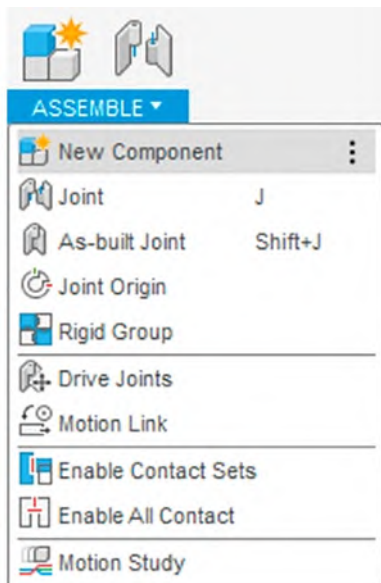 ASSEMBLE
New Component
Joint J
As-built Joint Shift+J
Joint Origin
Rigid Group
Drive Joints
Motion Link
Enable Contact Sets
Enable All Contact
Motion Study